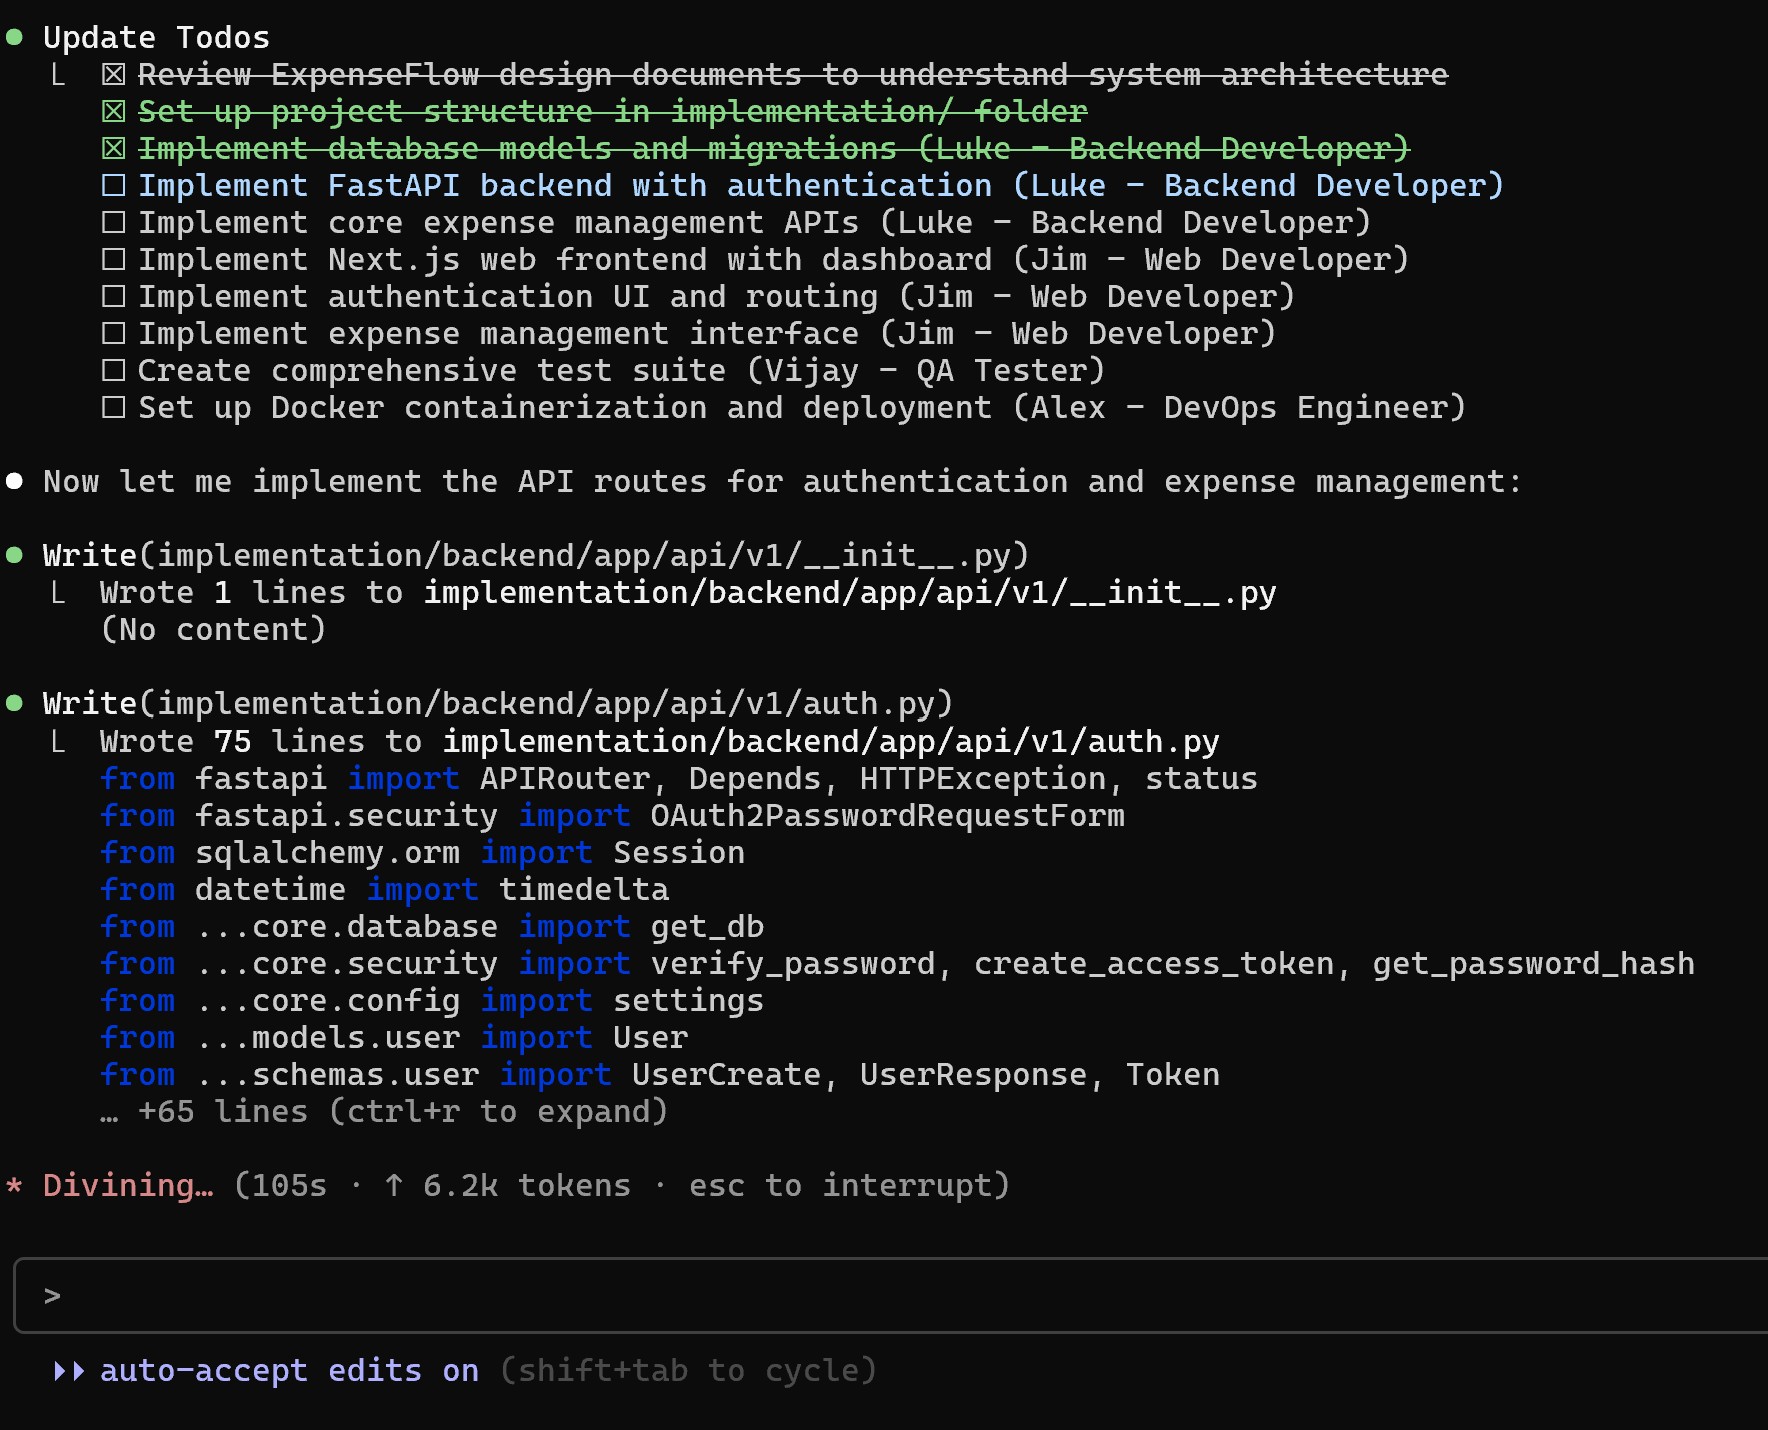 ● Update Todos
└ ☒ Review ExpenseFlow design documents to understand system architecture
☒ Set up project structure in implementation/ folder
☒ Implement database models and migrations (Luke - Backend Developer)
☐ Implement FastAPI backend with authentication (Luke - Backend Developer)
☐ Implement core expense management APIs (Luke - Backend Developer)
☐ Implement Next.js web frontend with dashboard (Jim - Web Developer)
☐ Implement authentication UI and routing (Jim - Web Developer)
☐ Implement expense management interface (Jim - Web Developer)
☐ Create comprehensive test suite (Vijay - QA Tester)
☐ Set up Docker containerization and deployment (Alex - DevOps Engineer)
● Now let me implement the API routes for authentication and expense management:
● Write(implementation/backend/app/api/v1/__init__.py)
└ Wrote 1 lines to implementation/backend/app/api/v1/__init__.py
(No content)
● Write(implementation/backend/app/api/v1/auth.py)
└ Wrote 75 lines to implementation/backend/app/api/v1/auth.py
from fastapi import APIRouter, Depends, HTTPException, status
from fastapi.security import OAuth2PasswordRequestForm
from sqlalchemy.orm import Session
from datetime import timedelta
from ...core.database import get_db
from ...core.security import verify_password, create_access_token, get_password_hash
from ...core.config import settings
from ...models.user import User
from ...schemas.user import UserCreate, UserResponse, Token
… +65 lines (ctrl+r to expand)
* Divining… (105s · ↑ 6.2k tokens · esc to interrupt)
>
⏵⏵ auto-accept edits on (shift+tab to cycle)